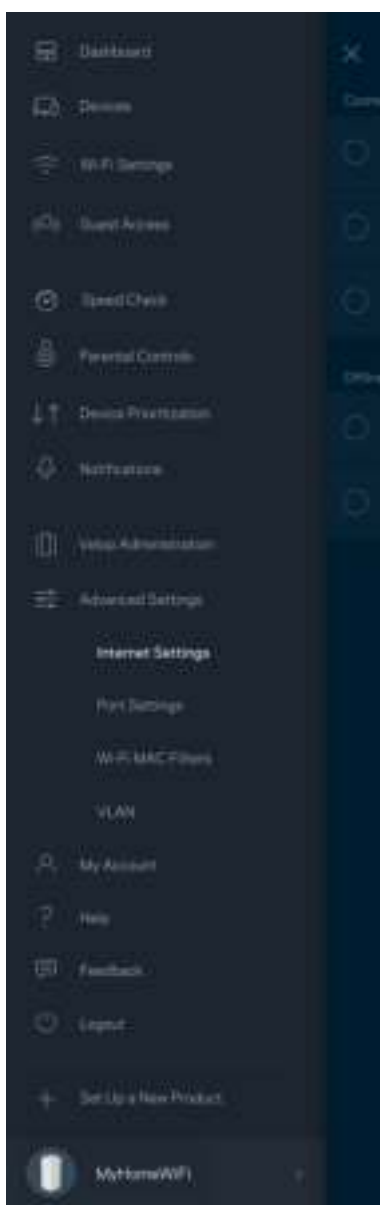 Dashboard
Devices
Wi-Fi Settings
Guest Access
Speed Check
Parental Controls
Device Prioritization
Notifications
Velop Administration
Advanced Settings
Internet Settings
Port Settings
Wi-Fi MAC Filters
VLAN
My Account
Help
Feedback
Logout
Set Up a New Product
MyHomeWiFi
Offline